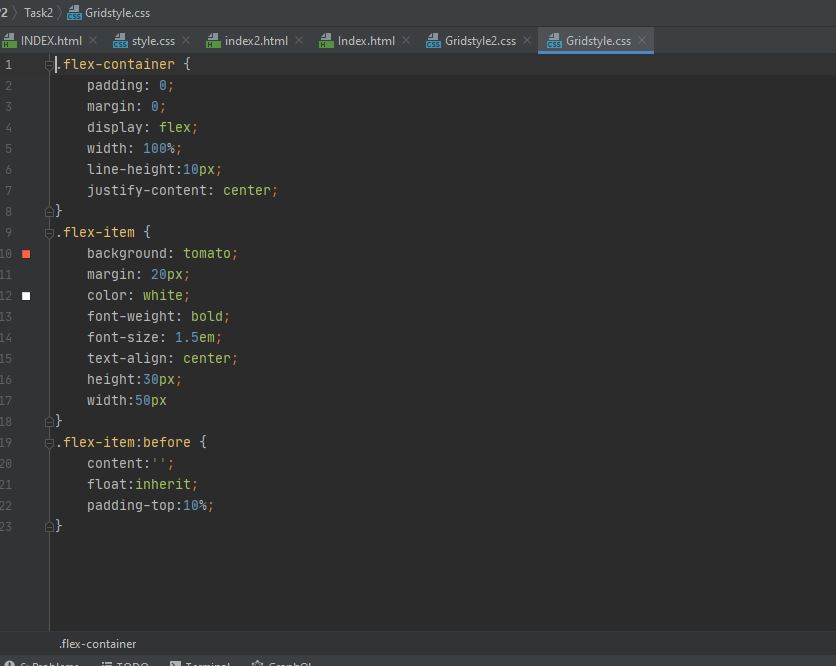 2 Task2 Gridstyle.css
INDEX.html style.css index2.html Index.html Gridstyle2.css Gridstyle.css
1 .flex-container {
2 padding: 0;
3 margin: 0;
4 display: flex;
5 width: 100%;
6 line-height:10px;
7 justify-content: center;
8 }
9 .flex-item {
10 background: tomato;
11 margin: 20px;
12 color: white;
13 font-weight: bold;
14 font-size: 1.5em;
15 text-align: center;
16 height:30px;
17 width:50px
18 }
19 .flex-item:before {
20 content:'';
21 float:inherit;
22 padding-top:10%;
23 }
.flex-container
6: Problems TODO Terminal GraphQL